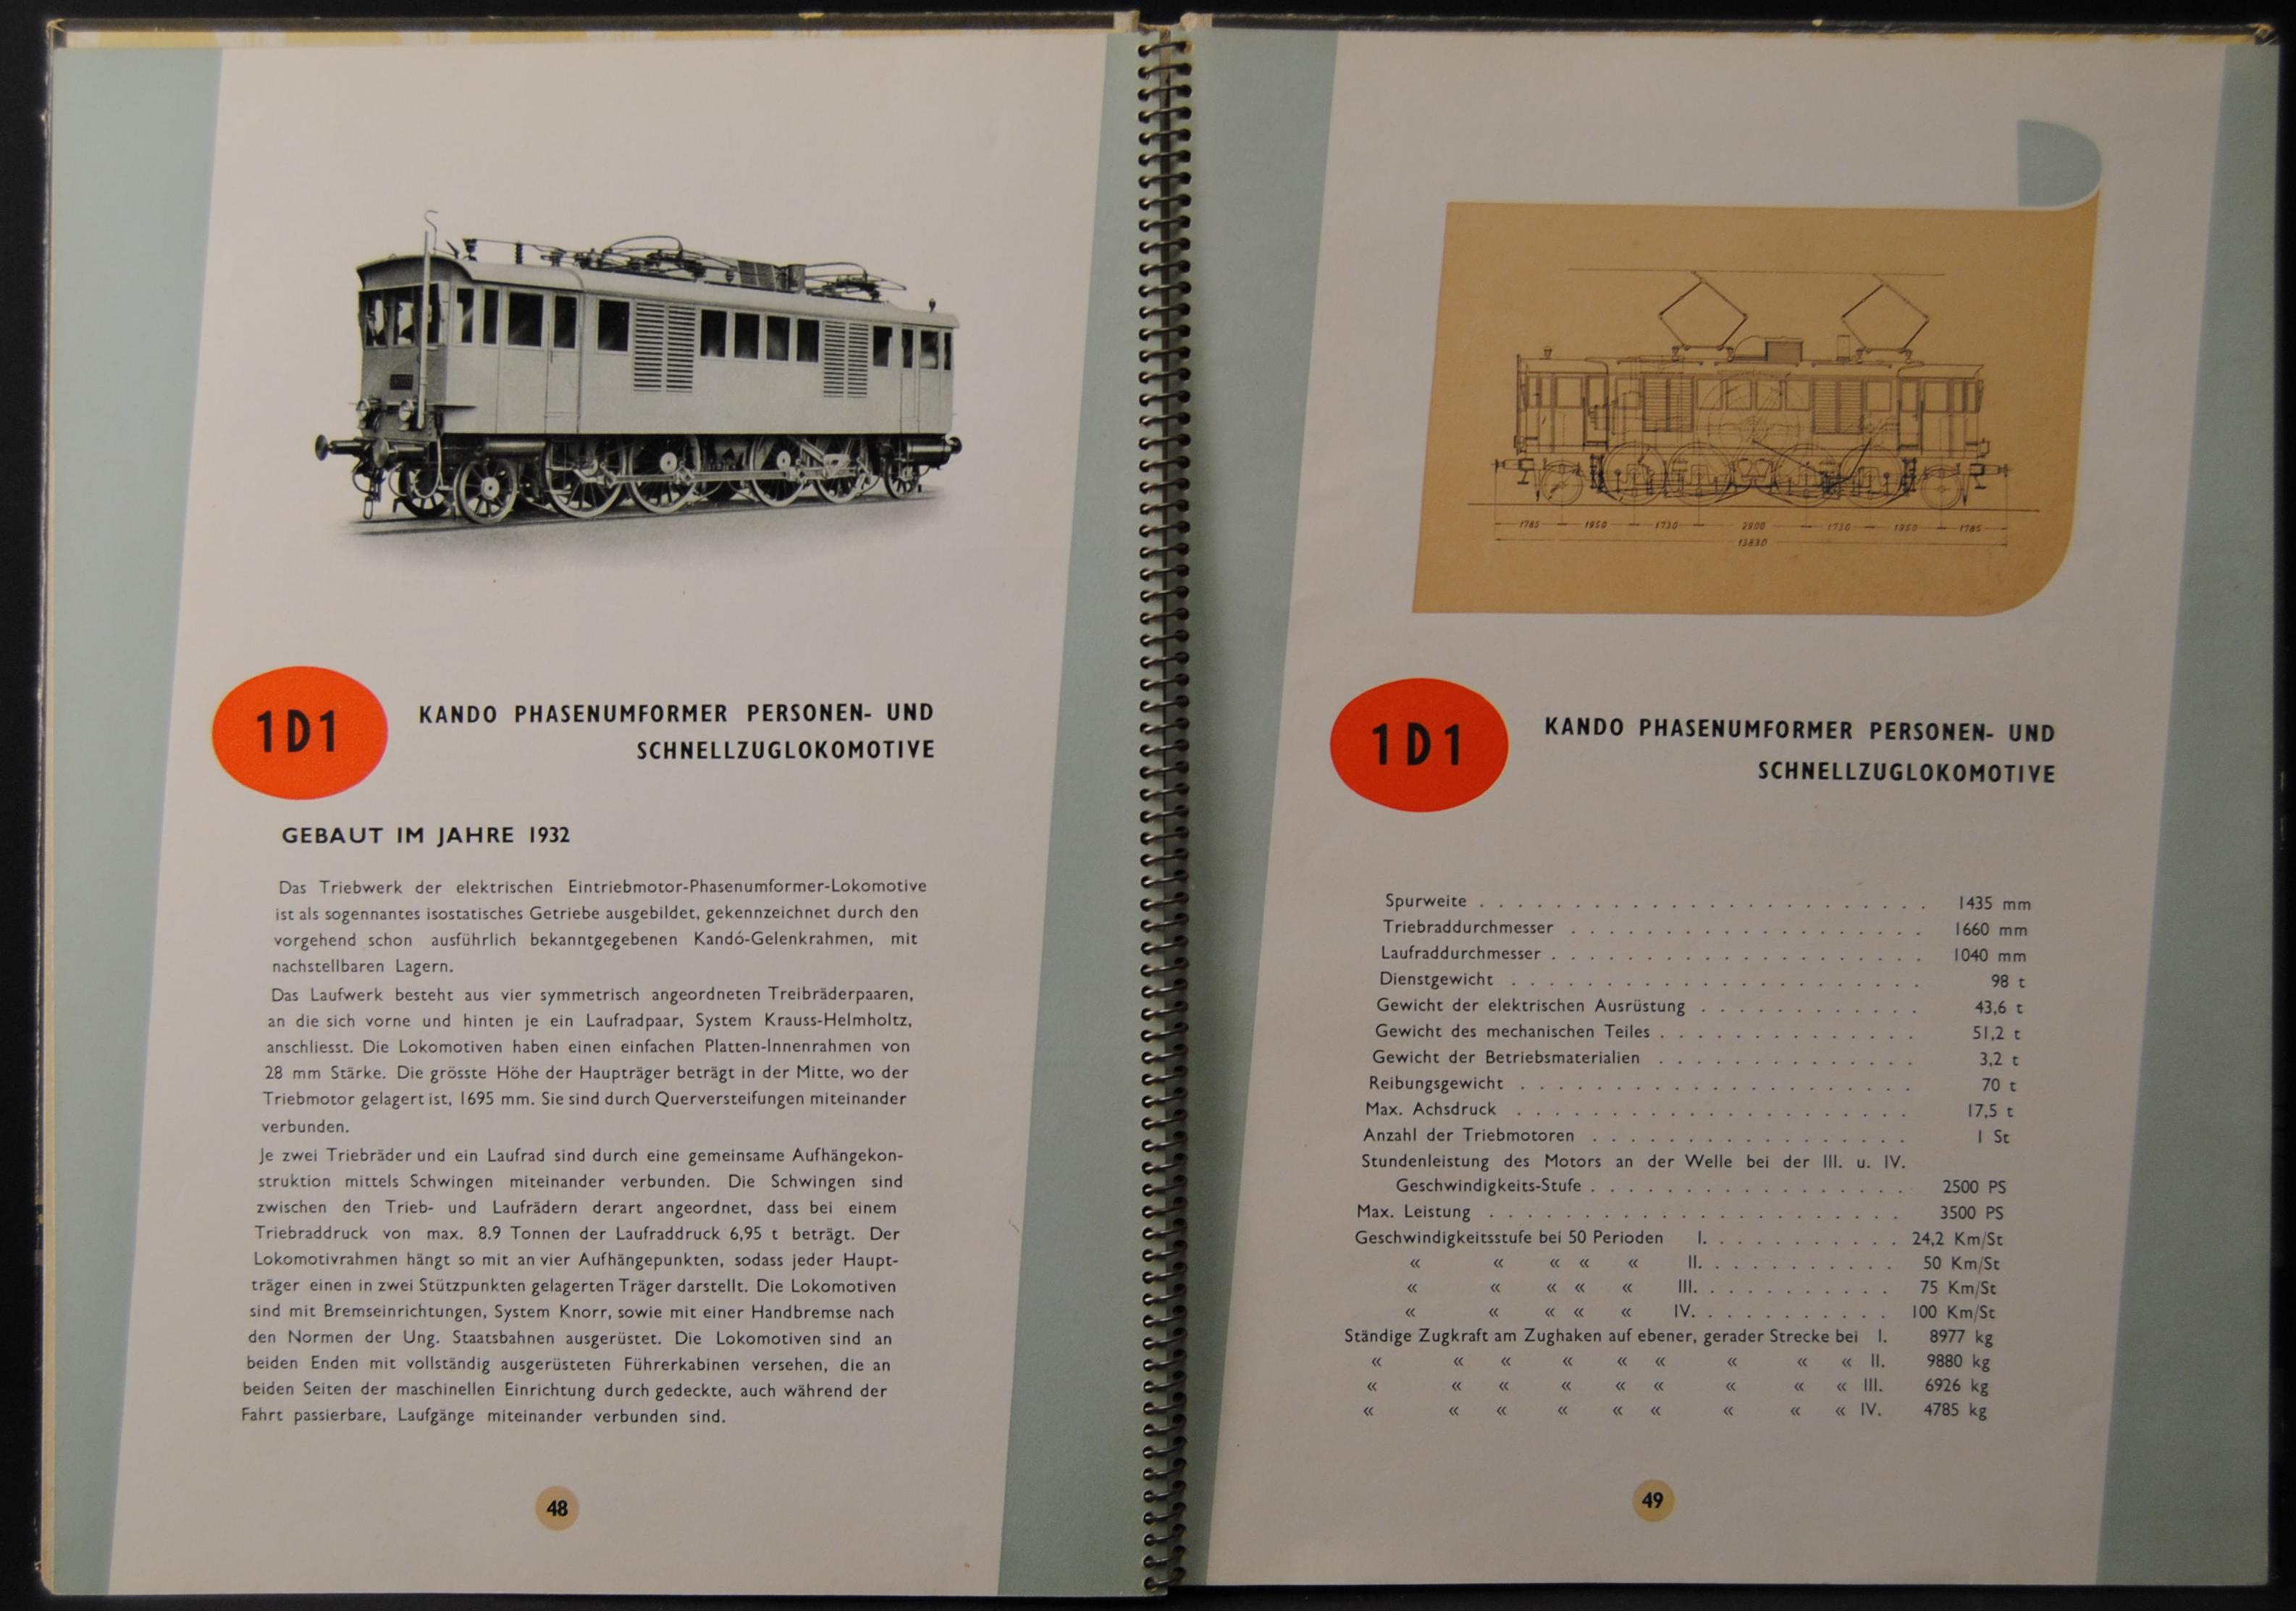 1D1
KANDO PHASENUMFORMER PERSONEN- UND
SCHNELLZUGLOKOMOTIVE
GEBAUT IM JAHRE 1932
Das Triebwerk der elektrischen Eintriebmotor-Phasenumformer-Lokomotive
ist als sogennantes isostatisches Getriebe ausgebildet, gekennzeichnet durch den
vorgehend schon ausführlich bekanntgegebenen Kandó-Gelenkrahmen, mit
nachstellbaren Lagern.
Das Laufwerk besteht aus vier symmetrisch angeordneten Treibräderpaaren,
an die sich vorne und hinten je ein Laufradpaar, System Krauss-Helmholtz,
anschliesst. Die Lokomotiven haben einen einfachen Platten-Innenrahmen von
28 mm Stärke. Die grösste Höhe der Hauptträger beträgt in der Mitte, wo der
Triebmotor gelagert ist, 1695 mm. Sie sind durch Querversteifungen miteinander
verbunden.
Je zwei Triebräder und ein Laufrad sind durch eine gemeinsame Aufhängekon-
struktion mittels Schwingen miteinander verbunden. Die Schwingen sind
zwischen den Trieb- und Laufrädern derart angeordnet, dass bei einem
Triebraddruck von max. 8.9 Tonnen der Laufraddruck 6,95 t beträgt. Der
Lokomotivrahmen hängt so mit an vier Aufhängepunkten, sodass jeder Haupt-
träger einen in zwei Stützpunkten gelagerten Träger darstellt. Die Lokomotiven
sind mit Bremseinrichtungen, System Knorr, sowie mit einer Handbremse nach
den Normen der Ung. Staatsbahnen ausgerüstet. Die Lokomotiven sind an
beiden Enden mit vollständig ausgerüsteten Führerkabinen versehen, die an
beiden Seiten der maschinellen Einrichtung durch gedeckte, auch während der
Fahrt passierbare, Laufgänge miteinander verbunden sind.
48
1785 1950 1730 2900 1730 1950 1785
13830
1D1
KANDO PHASENUMFORMER PERSONEN- UND
SCHNELLZUGLOKOMOTIVE
Spurweite . . . . . . . . . . . . . . . . . . . . . . . . 1435 mm
Triebraddurchmesser . . . . . . . . . . . . . . . . . . . 1660 mm
Laufraddurchmesser . . . . . . . . . . . . . . . . . . . . 1040 mm
Dienstgewicht . . . . . . . . . . . . . . . . . . . . . . 98 t
Gewicht der elektrischen Ausrüstung . . . . . . . . . . . . 43,6 t
Gewicht des mechanischen Teiles . . . . . . . . . . . . . . 51,2 t
Gewicht der Betriebsmaterialien . . . . . . . . . . . . . . 3,2 t
Reibungsgewicht . . . . . . . . . . . . . . . . . . . . . 70 t
Max. Achsdruck . . . . . . . . . . . . . . . . . . . . . 17,5 t
Anzahl der Triebmotoren . . . . . . . . . . . . . . . . . 1 St
Stundenleistung des Motors an der Welle bei der III. u. IV.
Geschwindigkeits-Stufe . . . . . . . . . . . . . . . . . 2500 PS
Max. Leistung . . . . . . . . . . . . . . . . . . . . . . 3500 PS
Geschwindigkeitsstufe bei 50 Perioden I. . . . . . . . . . . . 24,2 Km/St
« « « « « II. . . . . . . . . . . . 50 Km/St
« « « « « III. . . . . . . . . . . . 75 Km/St
« « « « « IV. . . . . . . . . . . . 100 Km/St
Ständige Zugkraft am Zughaken auf ebener, gerader Strecke bei I. 8977 kg
« « « « « « « « « II. 9880 kg
« « « « « « « « « III. 6926 kg
« « « « « « « « « IV. 4785 kg
49